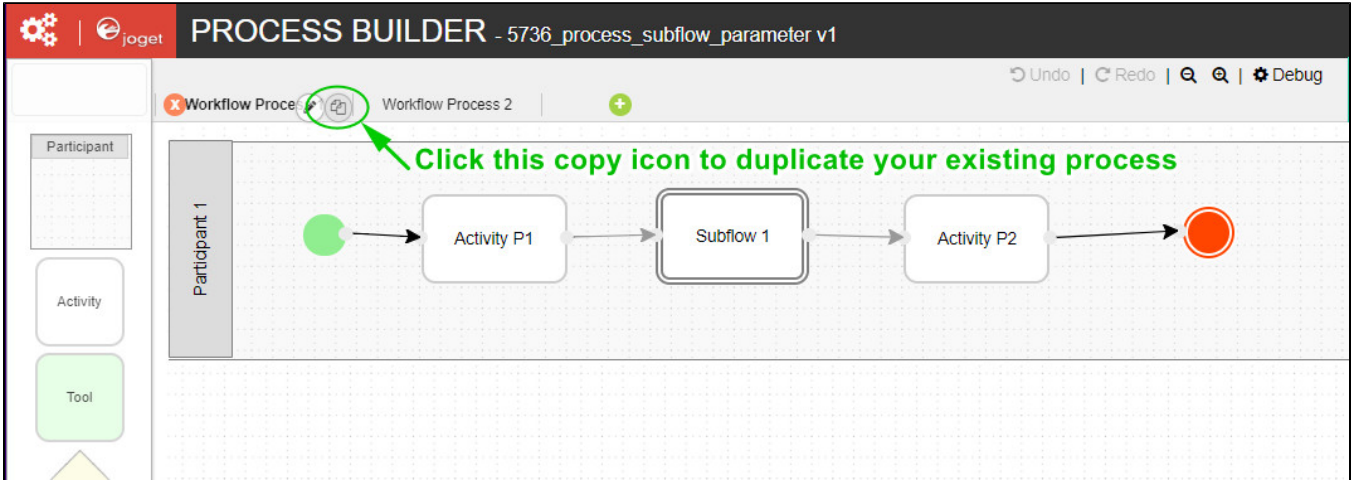 joget PROCESS BUILDER - 5736_process_subflow_parameter v1
Undo | Redo | | Debug
x Workflow Proces Workflow Process 2 +
Click this copy icon to duplicate your existing process
Participant
Participant 1
Activity P1
Subflow 1
Activity P2
Activity
Tool